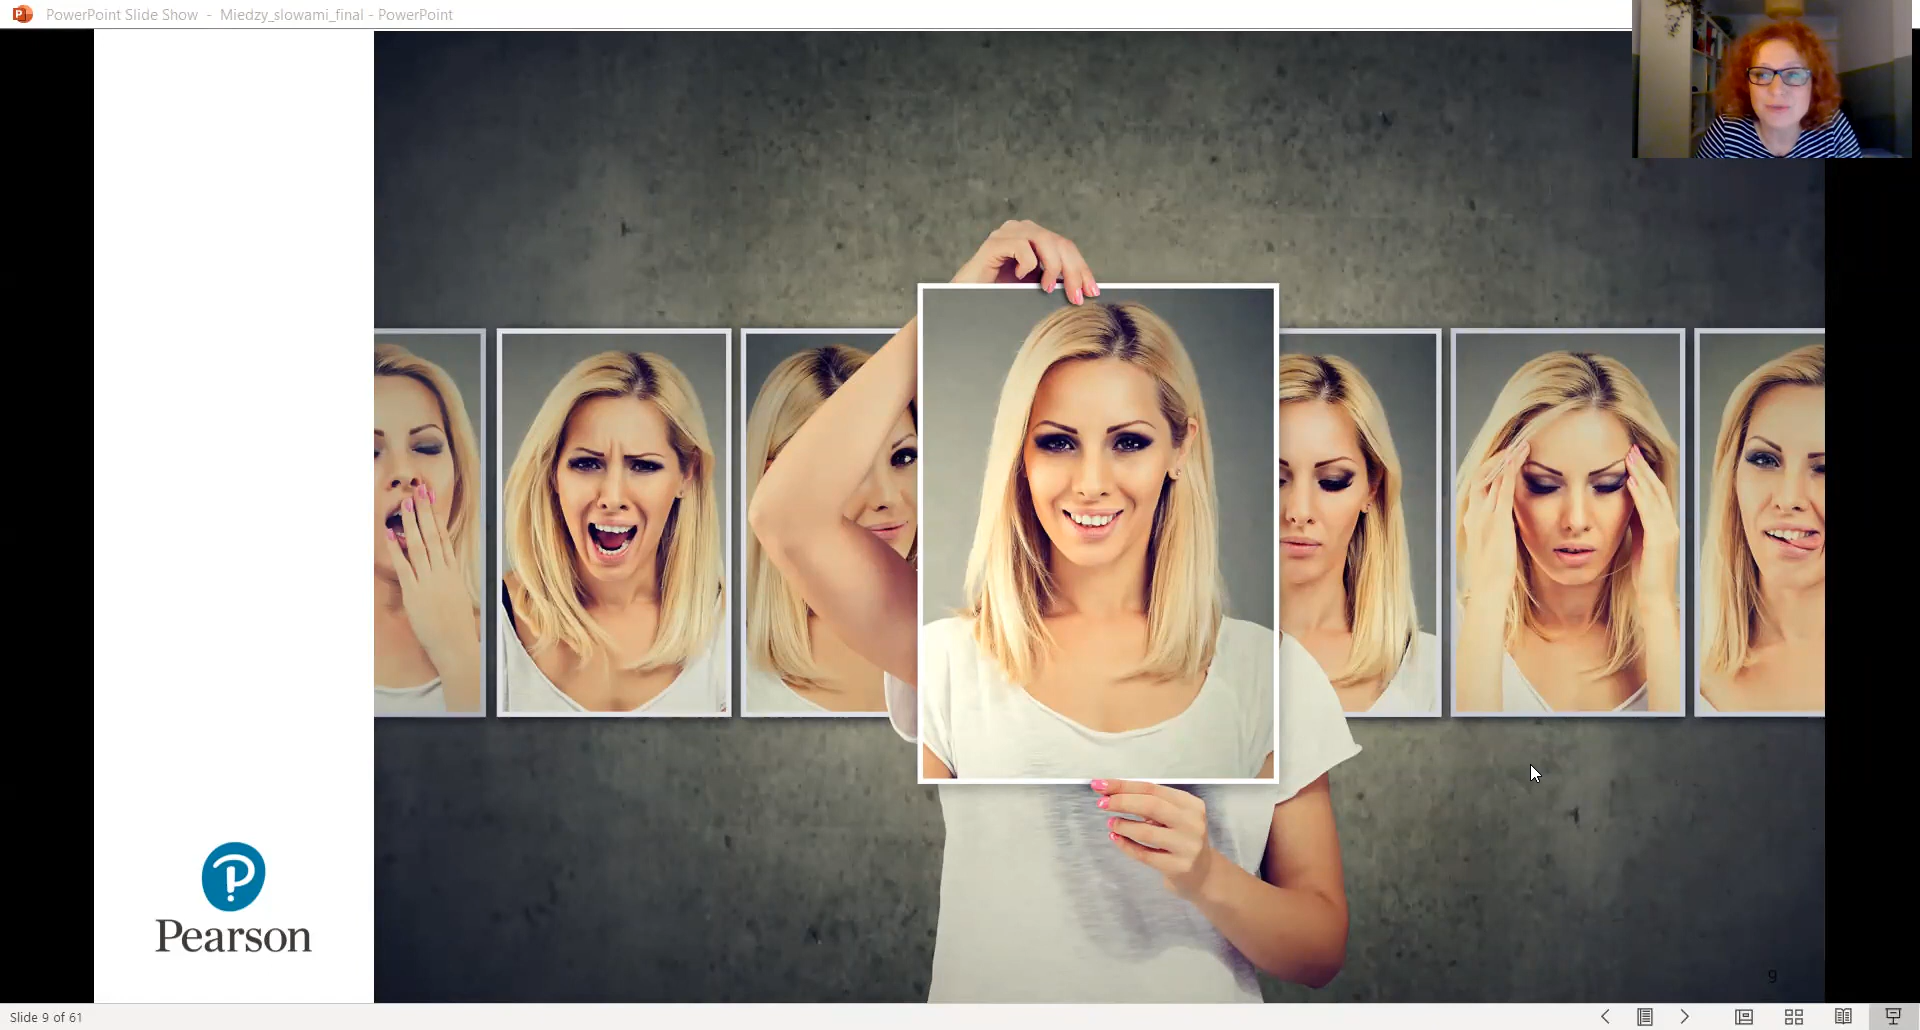 PowerPoint Slide Show - Miedzy_slowami_final - PowerPoint
Pearson
9
Slide 9 of 61